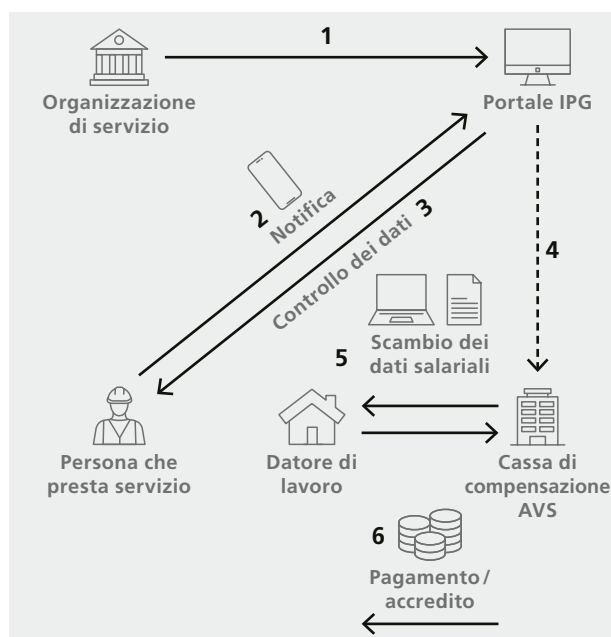 1
Organizzazione
di servizio
Portale IPG
2
Notifica
Controllo dei dati
3
4
Scambio dei
dati salariali
5
Persona che
presta servizio
Datore di
lavoro
Cassa di
compensazione
AVS
6
Pagamento/
accredito